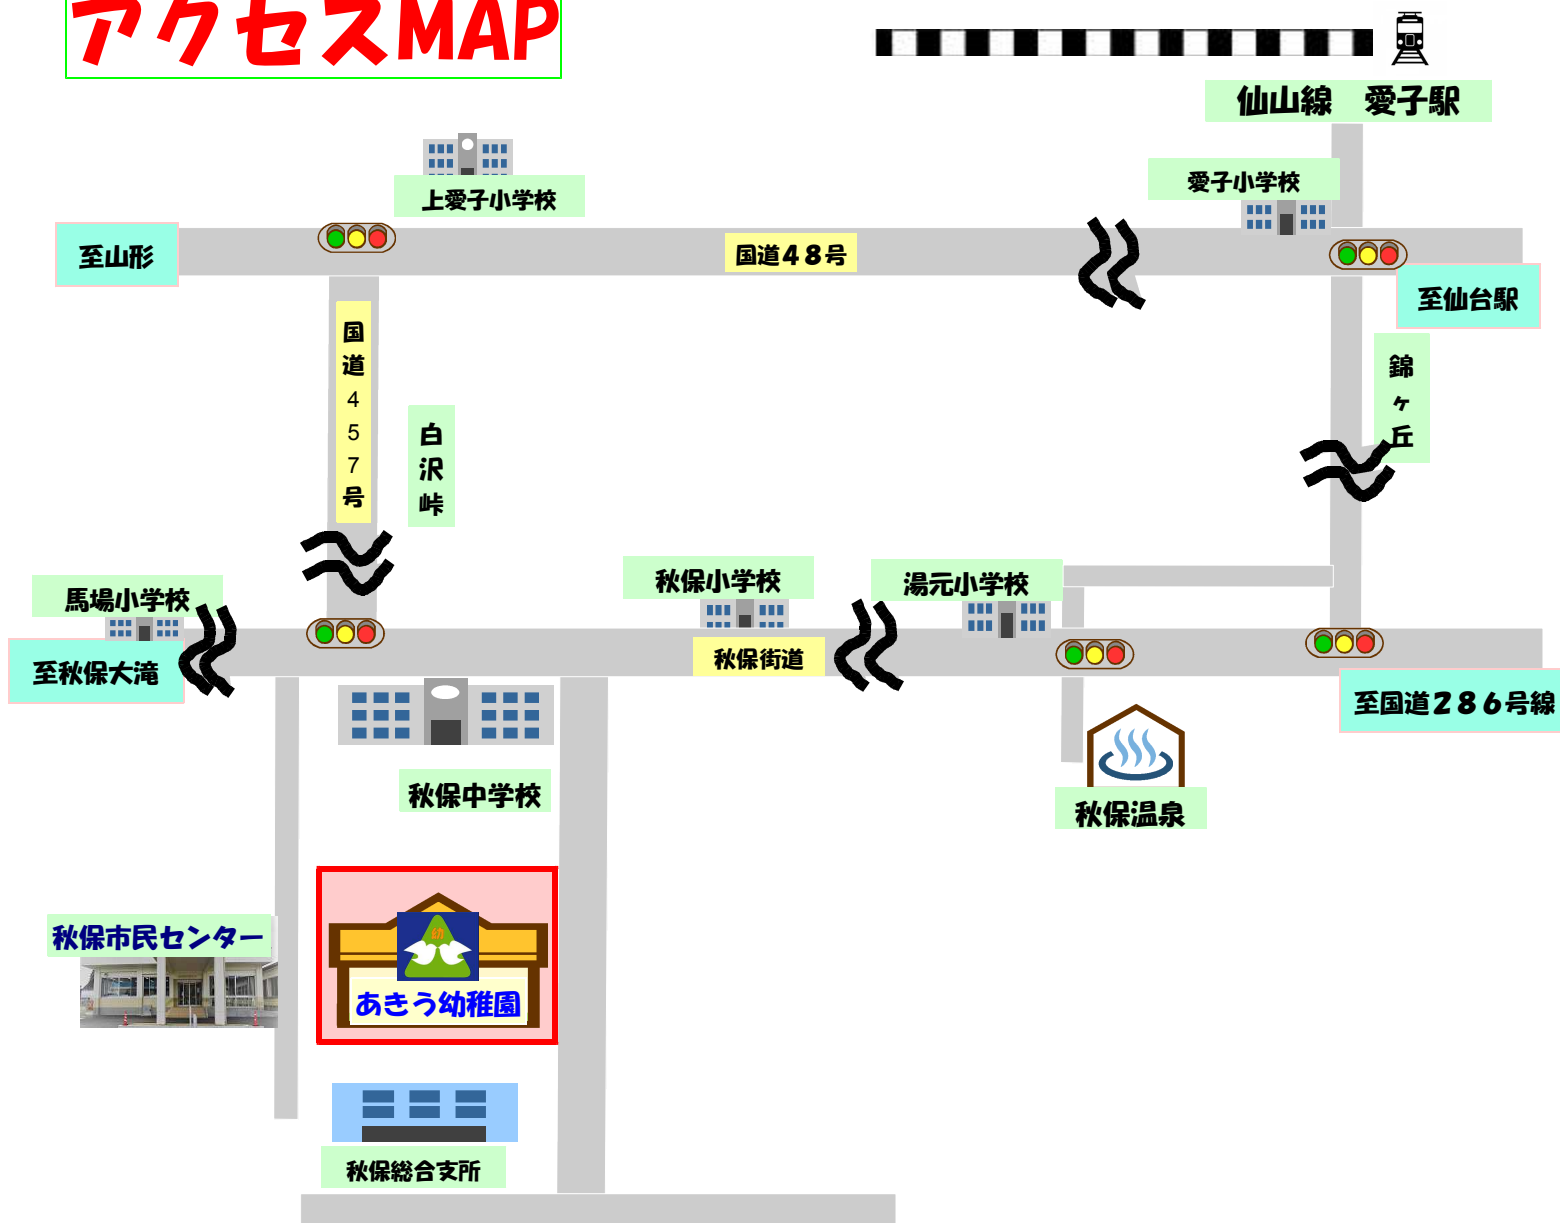 アクセスMAP
仙山線　愛子駅
愛子小学校
上愛子小学校
至山形
国道４８号
至仙台駅
国道４５７号
白沢峠
錦ヶ丘
馬場小学校
秋保小学校
湯元小学校
至秋保大滝
秋保街道
至国道２８６号線
秋保中学校
秋保温泉
秋保市民センター
幼
あきう幼稚園
秋保総合支所